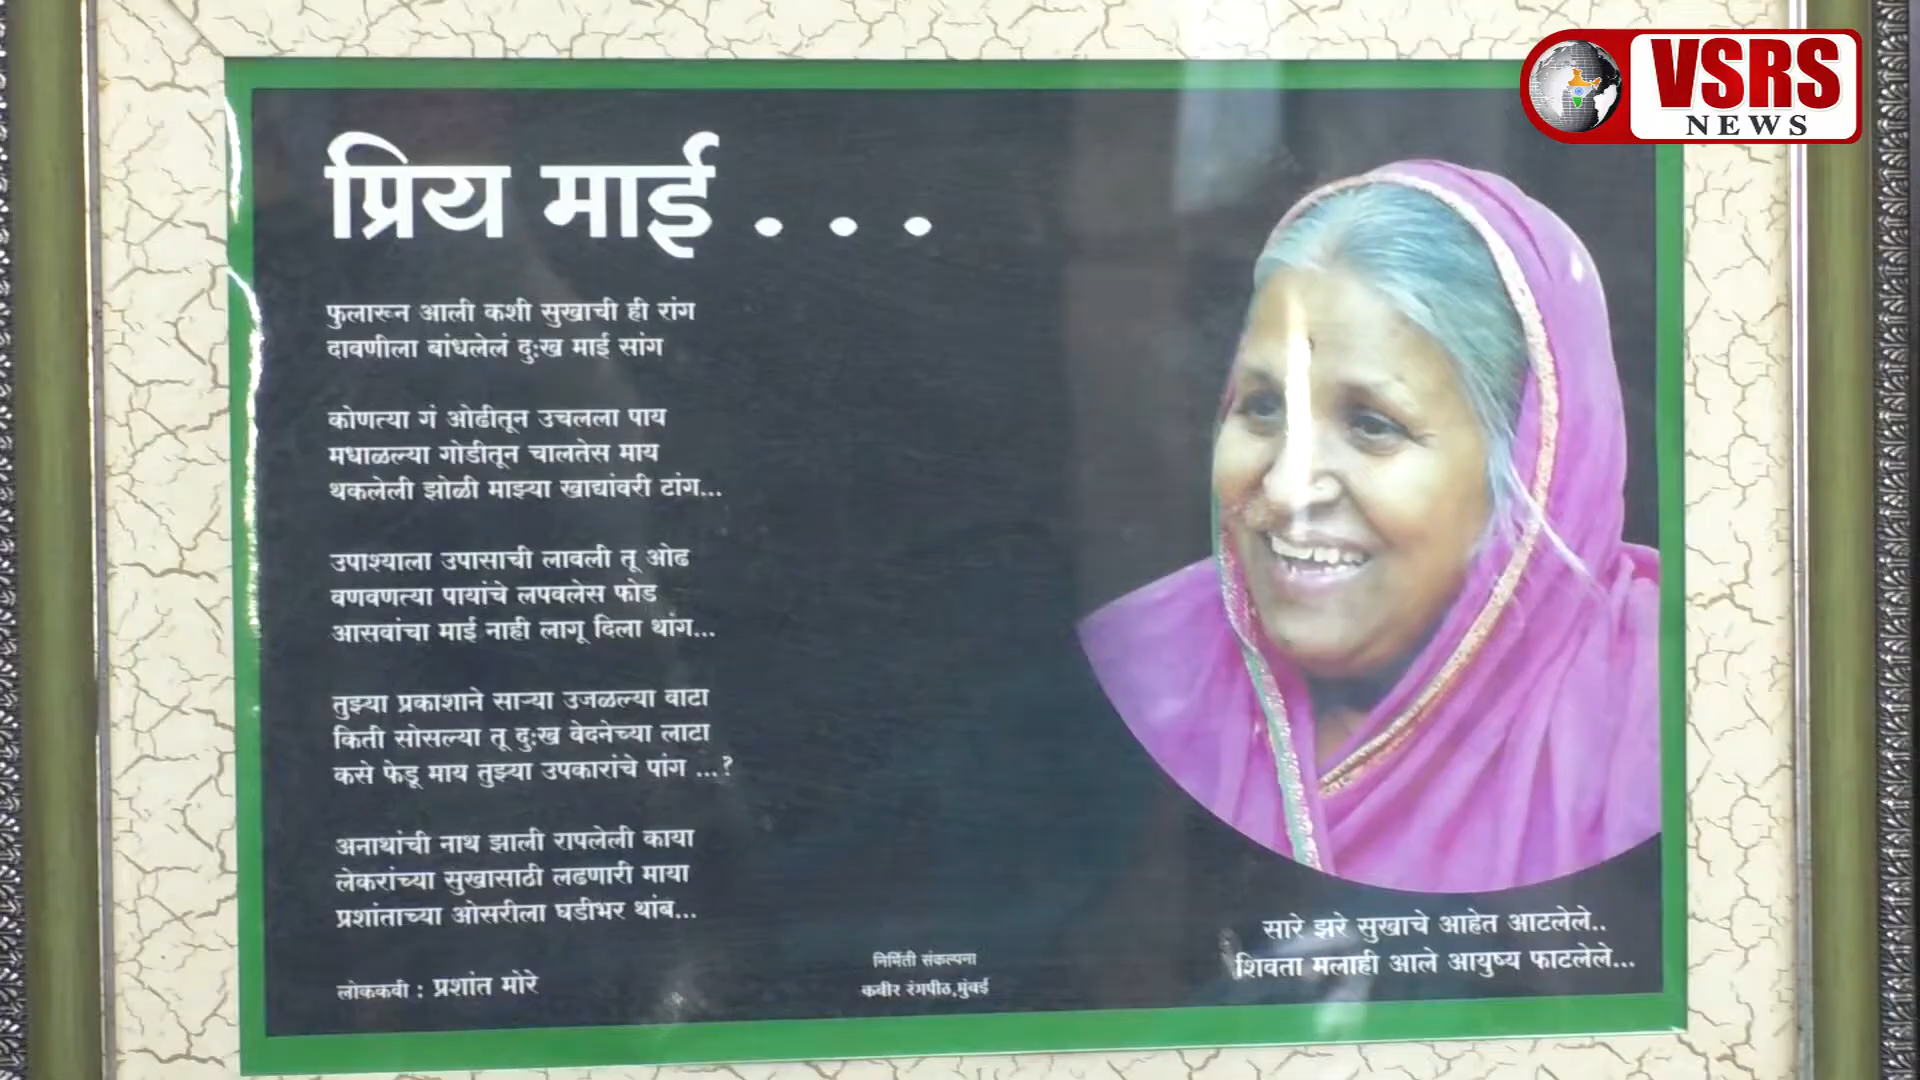 VSRS
NEWS
प्रिय माई . . .
फुलारून आली कशी सुखाची ही रांग
दावणीला बांधलेलं दुःख माई सांग
कोणत्या गं ओढीतून उचलला पाय
मधाळल्या गोडीतून चालतेस माय
थकलेली झोळी माझ्या खाद्यांवरी टांग...
उपाश्याला उपासाची लावली तू ओढ
वणवणत्या पायांचे लपवलेस फोड
आसवांचा माई नाही लागू दिला थांग...
तुझ्या प्रकाशाने साऱ्या उजळल्या वाटा
किती सोसल्या तू दुःख वेदनेच्या लाटा
कसे फेडू माय तुझ्या उपकारांचे पांग ...?
अनाथांची नाथ झाली रापलेली काया
लेकरांच्या सुखासाठी लढणारी माया
प्रशांताच्या ओसरीला घडीभर थांब...
लोककवी : प्रशांत मोरे
निर्मिती संकल्पना
कबीर रंगपीठ,मुंबई
सारे झरे सुखाचे आहेत आटलेले..
शिवता मलाही आले आयुष्य फाटलेले...